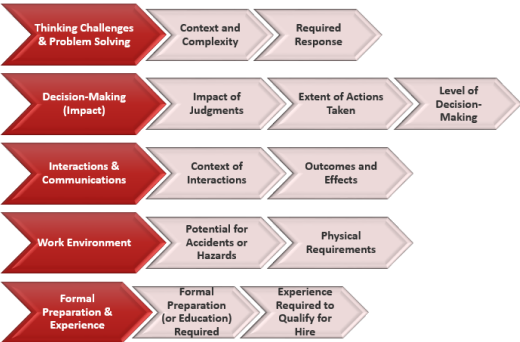 Thinking Challenges
& Problem Solving
Context and
Complexity
Required
Response
Decision-Making
(Impact)
Impact of
Judgments
Extent of Actions
Taken
Level of
Decision-
Making
Interactions &
Communications
Context of
Interactions
Outcomes and
Effects
Work Environment
Potential for
Accidents or
Hazards
Physical
Requirements
Formal
Preparation &
Experience
Formal
Preparation
(or Education)
Required
Experience
Required to
Qualify for
Hire